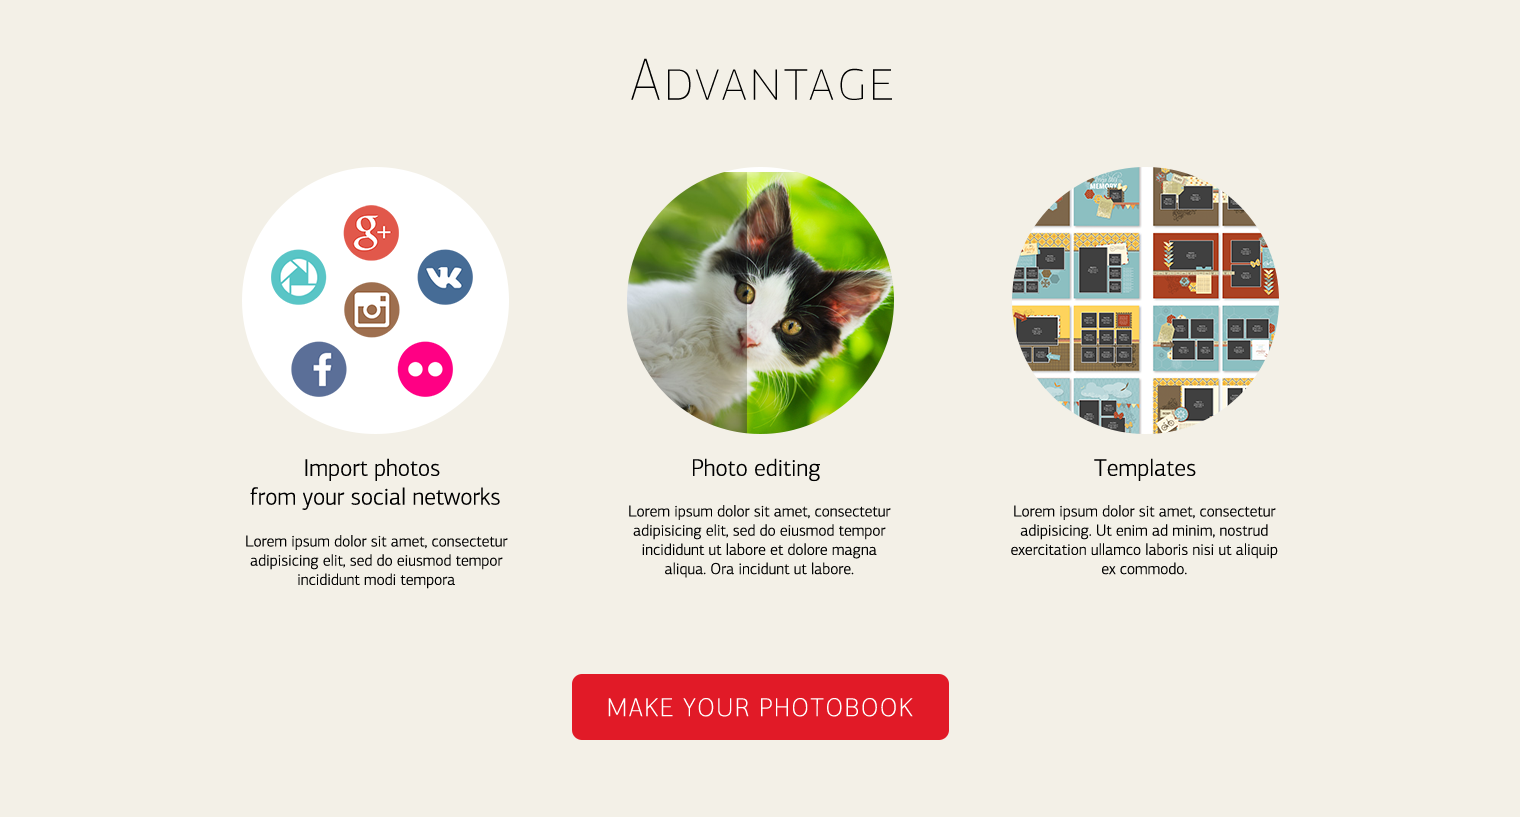 ADVANTAGE
g+
Import photos
from your social networks
Lorem ipsum dolor sit amet, consectetur
adipisicing elit, sed do eiusmod tempor
incididunt modi tempora
Photo editing
Lorem ipsum dolor sit amet, consectetur
adipisicing elit, sed do eiusmod tempor
incididunt ut labore et dolore magna
aliqua. Ora incidunt ut labore.
MEMORY
Templates
Lorem ipsum dolor sit amet, consectetur
adipisicing. Ut enim ad minim, nostrud
exercitation ullamco laboris nisi ut aliquip
ex commodo.
MAKE YOUR PHOTOBOOK